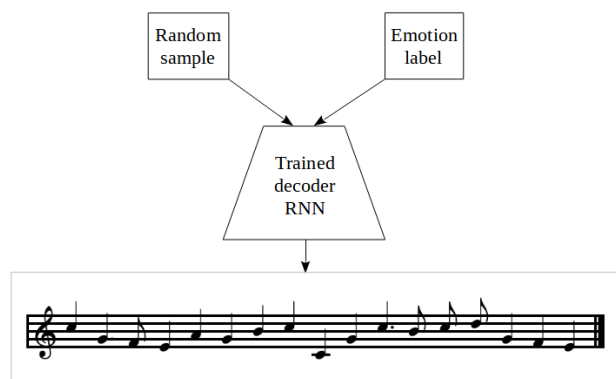 Random
sample
Emotion
label
Trained
decoder
RNN